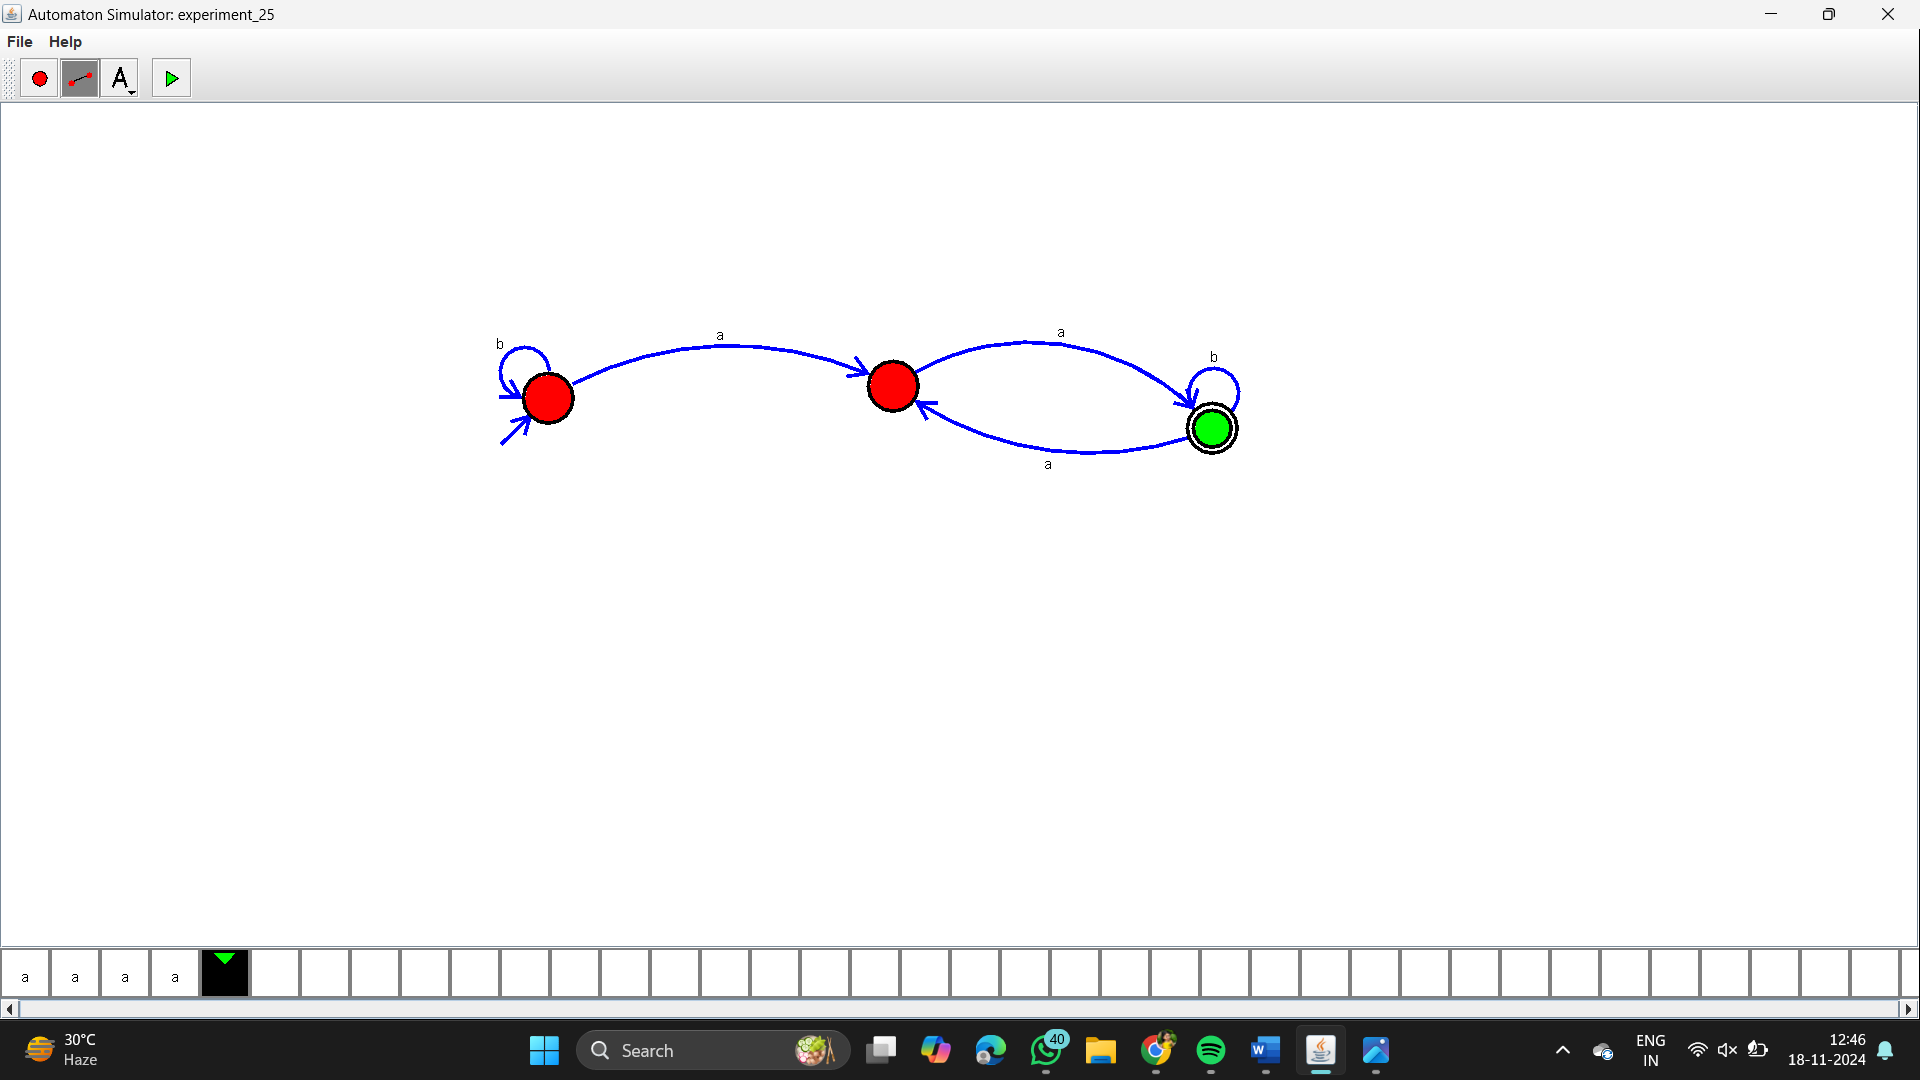 Automaton Simulator: experiment_25
File Help
A
b
a
a
b
a
a a a a
30°C
Haze
Search
40
ENG
IN
12:46
18-11-2024